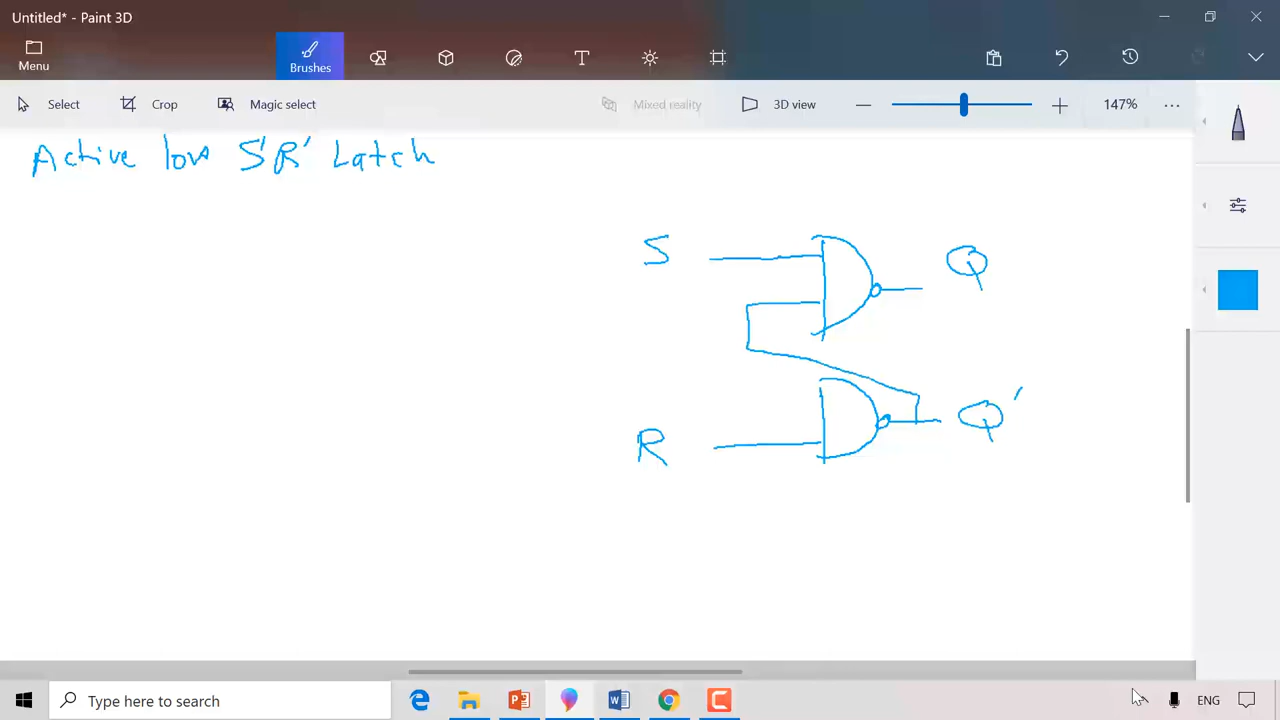 Untitled* - Paint 3D
Menu
Brushes
Select
Crop
Magic select
Mixed reality
3D view
147%
Active low S'R' Latch
S
Q
R
Q'
Type here to search
ENG